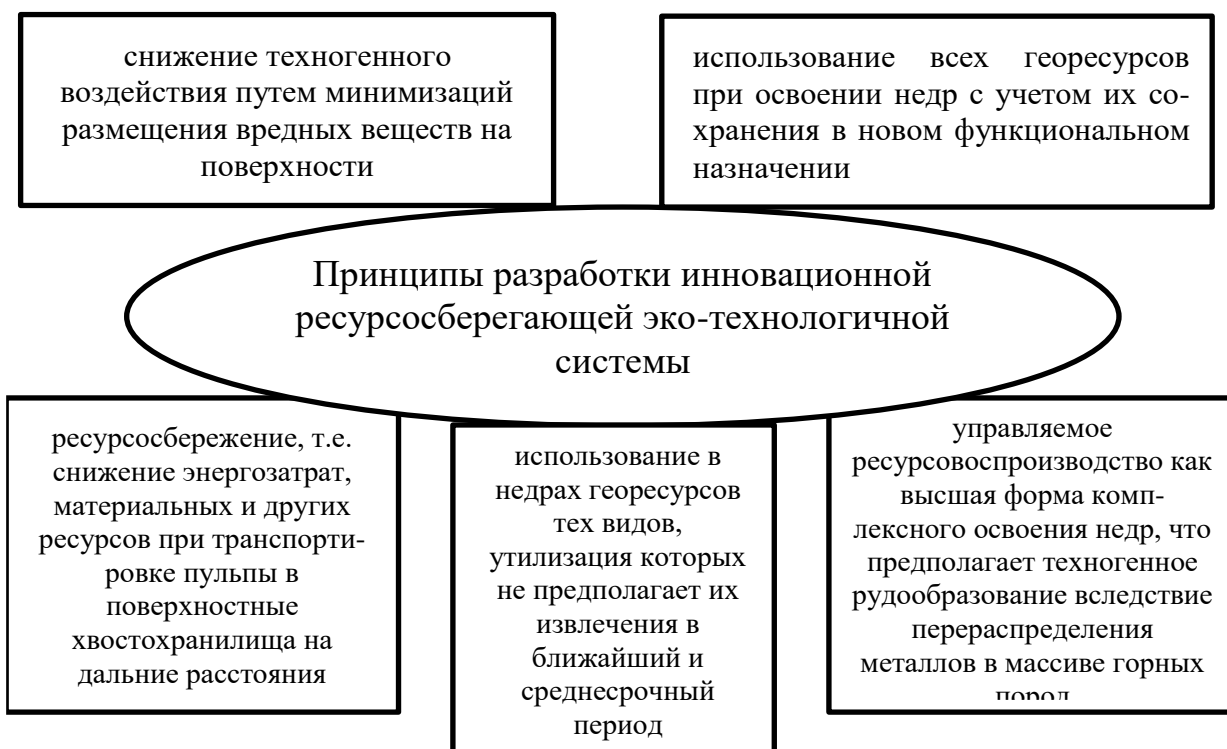 снижение техногенного
воздействия путем минимизаций
размещения вредных веществ на
поверхности
использование всех георесурсов
при освоении недр с учетом их со-
хранения в новом функциональном
назначении
Принципы разработки инновационной
ресурсосберегающей эко-технологичной
системы
ресурсосбережение, т.е.
снижение энергозатрат,
материальных и других
ресурсов при транспорти-
ровке пульпы в
поверхностные
хвостохранилища на
дальние расстояния
использование в
недрах георесурсов
тех видов,
утилизация которых
не предполагает их
извлечения в
ближайший и
среднесрочный
период
управляемое
ресурсовоспроизводство как
высшая форма комп-
лексного освоения недр, что
предполагает техногенное
рудообразование вследствие
перераспределения
металлов в массиве горных
пород